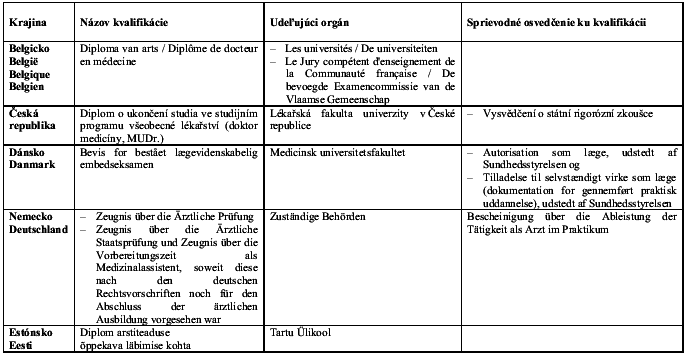 Krajina
Názov kvalifikácie
Udeľujúci orgán
Sprievodné osvedčenie ku kvalifikácii
Belgicko
België
Belgique
Belgien
Diploma van arts / Diplôme de docteur
en médecine
– Les universités / De universiteiten
– Le Jury compétent d'enseignement de
la Communauté française / De
bevoegde Examencommissie van de
Vlaamse Gemeenschap
Česká
republika
Diplom o ukončení studia ve studijním
programu všeobecné lékařství (doktor
medicíny, MUDr.)
Lékařská fakulta univerzity v České
republice
– Vysvědčení o státní rigorózní zkoušce
Dánsko
Danmark
Bevis for bestået lægevidenskabelig
embedseksamen
Medicinsk universitetsfakultet
– Autorisation som læge, udstedt af
Sundhedsstyrelsen og
– Tilladelse til selvstændigt virke som læge
(dokumentation for gennemført praktisk
uddannelse), udstedt af Sundhedsstyrelsen
Nemecko
Deutschland
– Zeugnis über die Ärztliche Prüfung
– Zeugnis über die Ärztliche
Staatsprüfung und Zeugnis über die
Vorbereitungszeit als
Medizinalassistent, soweit diese
nach den deutschen
Rechtsvorschriften noch für den
Abschluss der ärztlichen
Ausbildung vorgesehen war
Zuständige Behörden
Bescheinigung über die Ableistung der
Tätigkeit als Arzt im Praktikum
Estónsko
Eesti
Diplom arstiteaduse
õppekava läbimise kohta
Tartu Ülikool